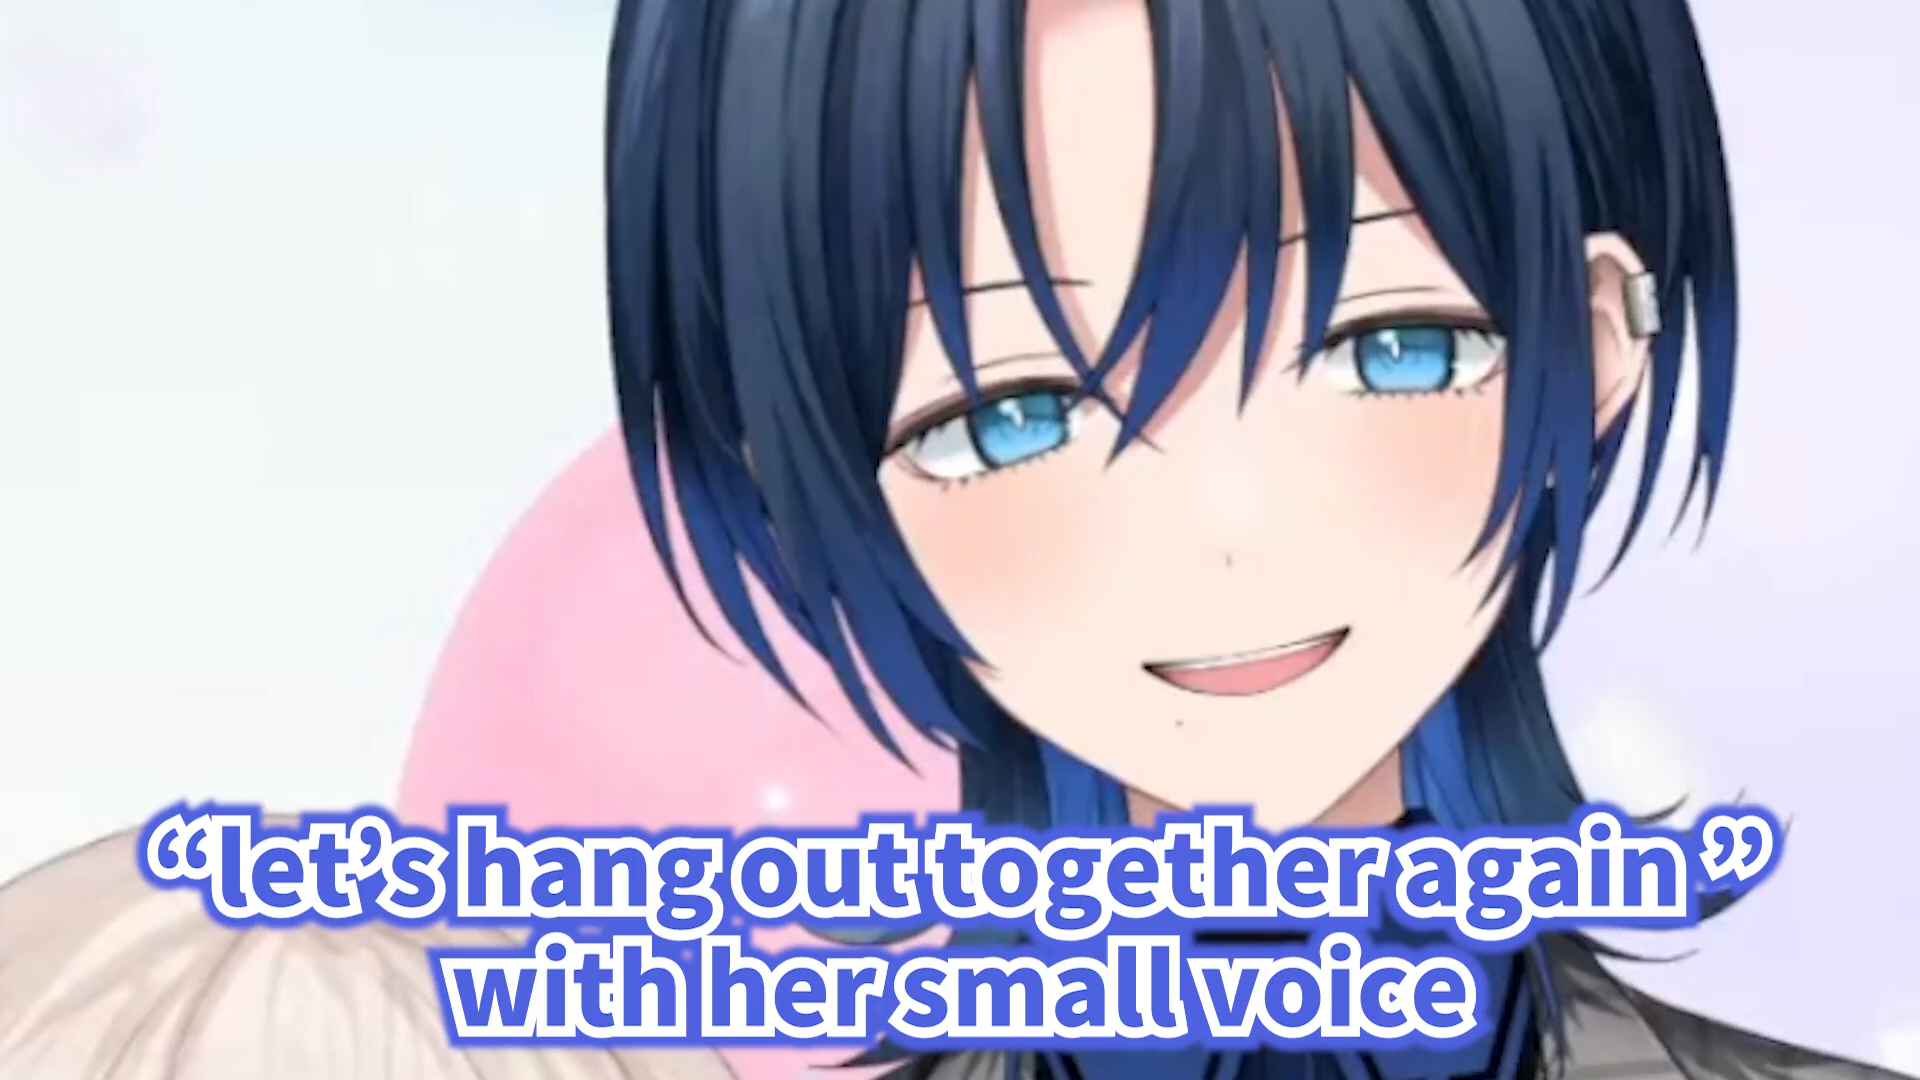 “let’s hang out together again”
with her small voice